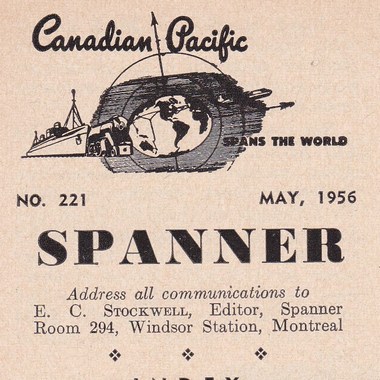 Canadian Pacific
SPANS THE WORLD
NO. 221 MAY, 1956
SPANNER
Address all communications to
E. C. STOCKWELL, Editor, Spanner
Room 294, Windsor Station, Montreal
INDEX